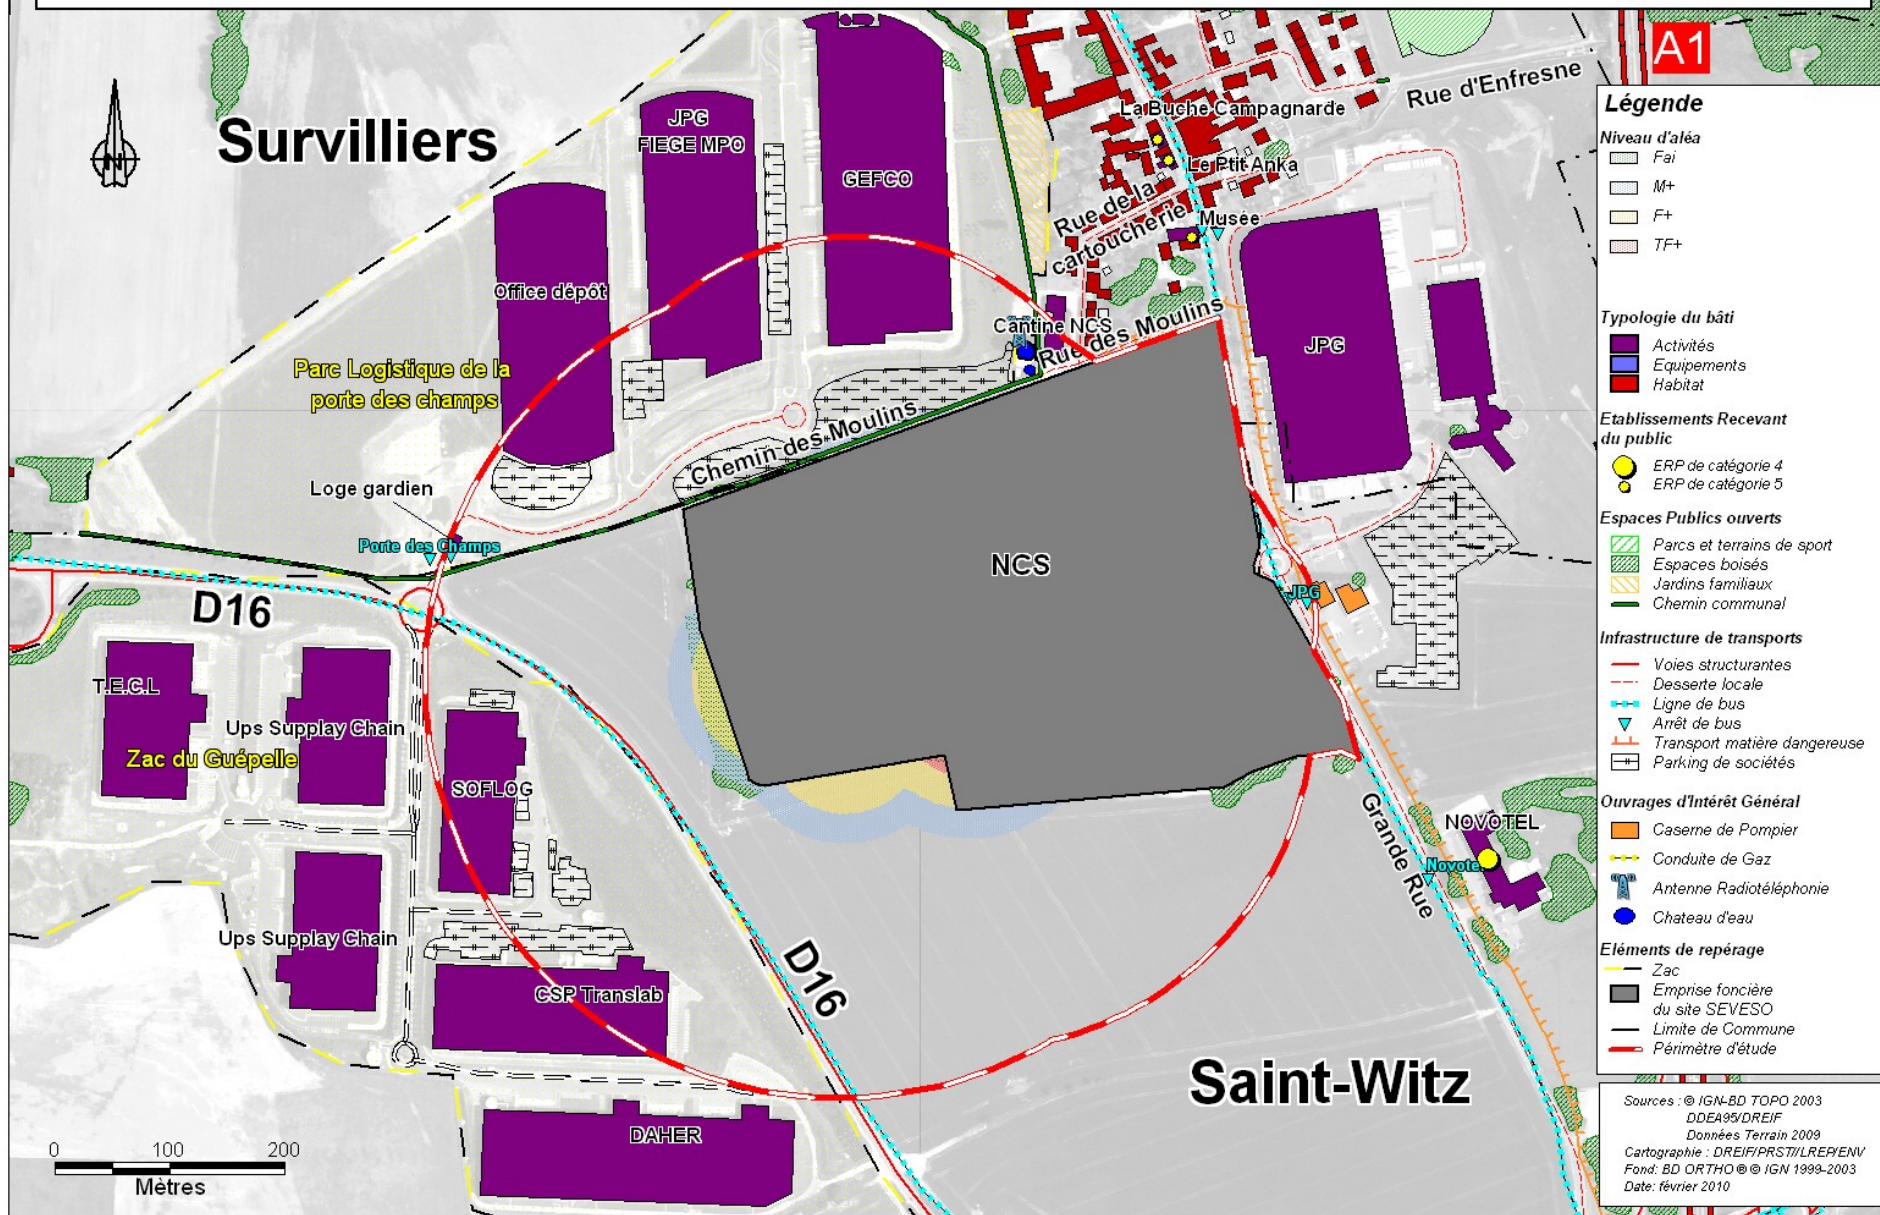 A1
Rue d'Enfresne
Survilliers
JPG
FIEGE MPO
GEFCO
La Buche Campagnarde
Le Ptit Anka
Rue de la
cartoucherie
Musée
Office dépôt
Cantine NCS
Rue des Moulins
JPG
Parc Logistique de la
porte des champs
Chemin des Moulins
Loge gardien
Porte des Champs
NCS
JPG
D16
T.E.C.L
Ups Supplay Chain
Zac du Guépelle
SOFLOG
Grande Rue
NOVOTEL
Novotel
Ups Supplay Chain
CSP Translab
D16
Saint-Witz
DAHER
0 100 200
Mètres
N
Légende
Niveau d'aléa
Fai
M+
F+
TF+
Typologie du bâti
Activités
Equipements
Habitat
Etablissements Recevant
du public
ERP de catégorie 4
ERP de catégorie 5
Espaces Publics ouverts
Parcs et terrains de sport
Espaces boisés
Jardins familiaux
Chemin communal
Infrastructure de transports
Voies structurantes
Desserte locale
Ligne de bus
Arrêt de bus
Transport matière dangereuse
Parking de sociétés
Ouvrages d'Intérêt Général
Caserne de Pompier
Conduite de Gaz
Antenne Radiotéléphonie
Chateau d'eau
Eléments de repérage
Zac
Emprise foncière
du site SEVESO
Limite de Commune
Périmètre d'étude
Sources : © IGN-BD TOPO 2003
DDEA95/DREIF
Données Terrain 2009
Cartographie : DREIF/PRSTI/LREP/ENV
Fond: BD ORTHO ® © IGN 1999-2003
Date: février 2010